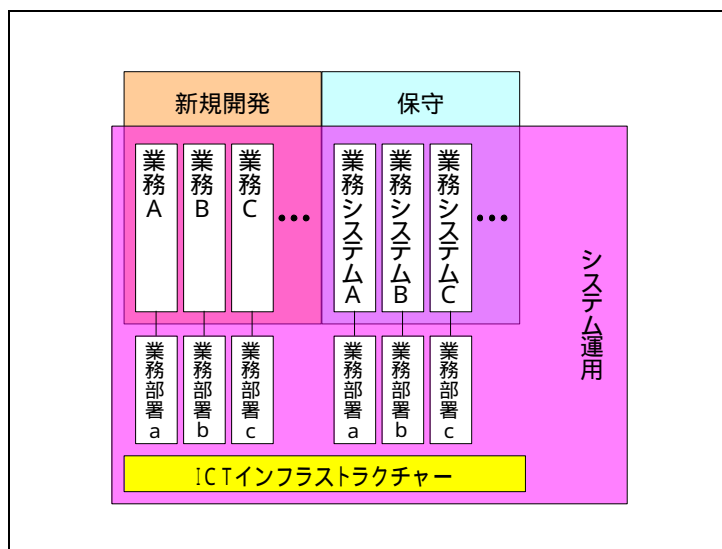 新規開発
保守
業務A
業務B
業務C
•••
業務システムA
業務システムB
業務システムC
•••
システム運用
業務部署a
業務部署b
業務部署c
業務部署a
業務部署b
業務部署c
ICTインフラストラクチャー